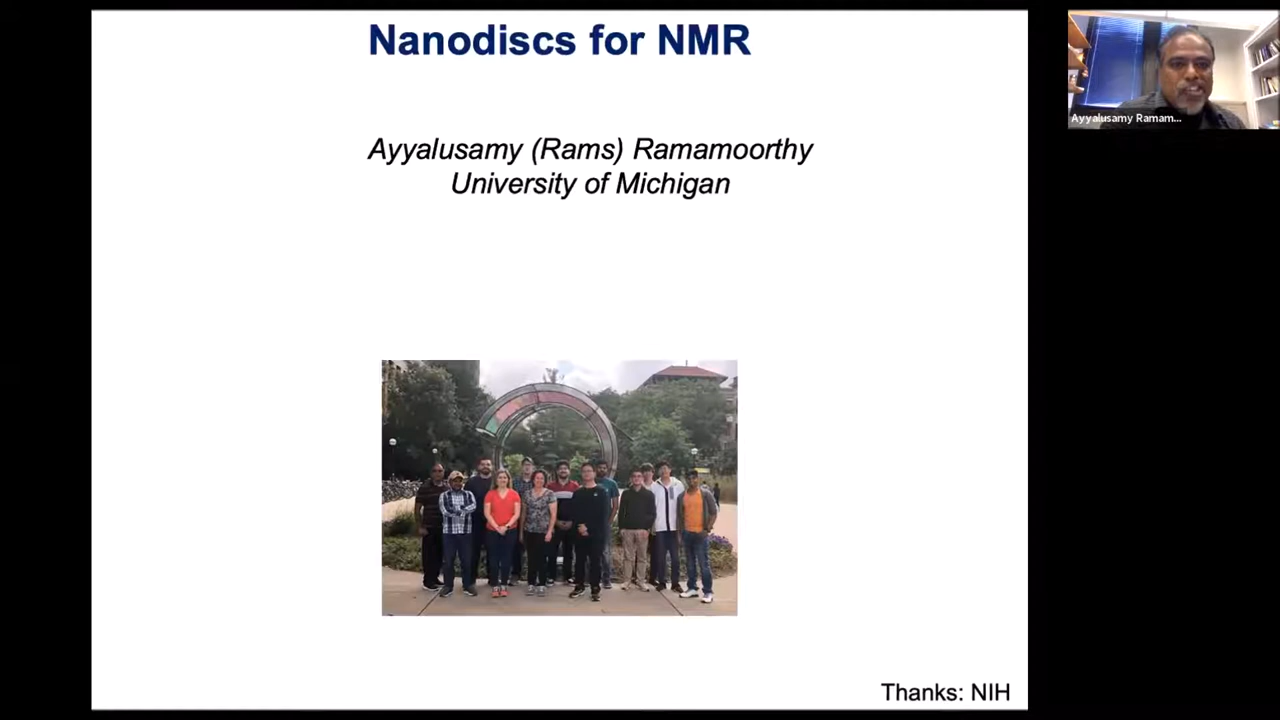 Nanodiscs for NMR
Ayyalusamy (Rams) Ramamoorthy
University of Michigan
Thanks: NIH
Ayyalusamy Ramam...